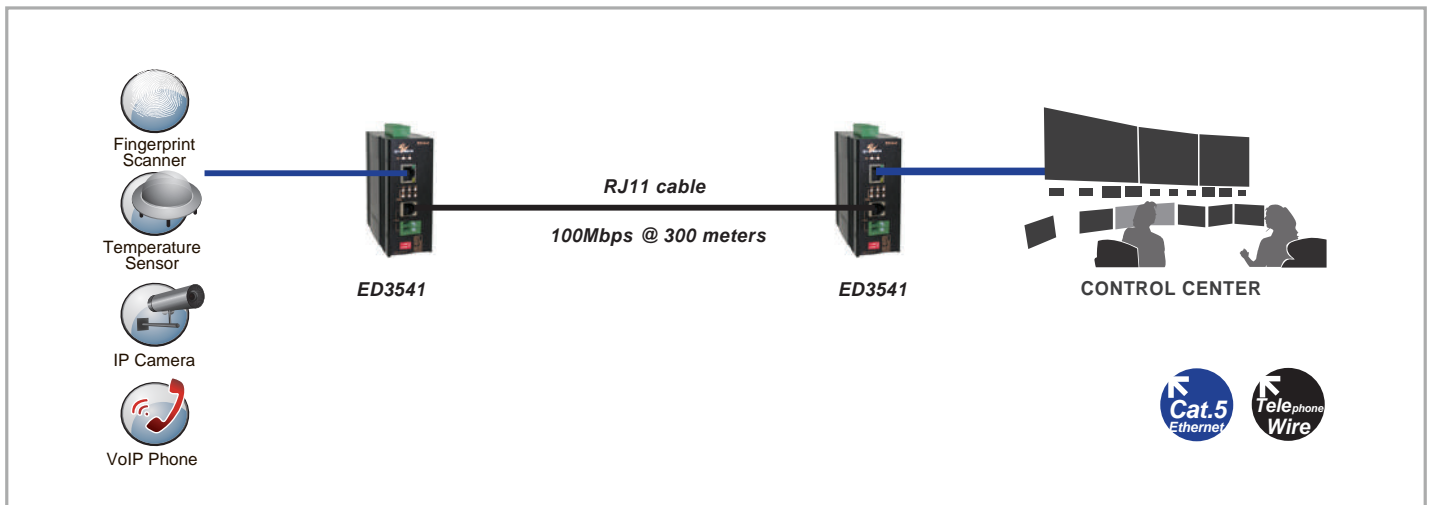 Fingerprint
Scanner
Temperature
Sensor
IP Camera
VoIP Phone
ED3541
RJ11 cable
100Mbps @ 300 meters
ED3541
CONTROL CENTER
Cat.5
Ethernet
Telephone
Wire